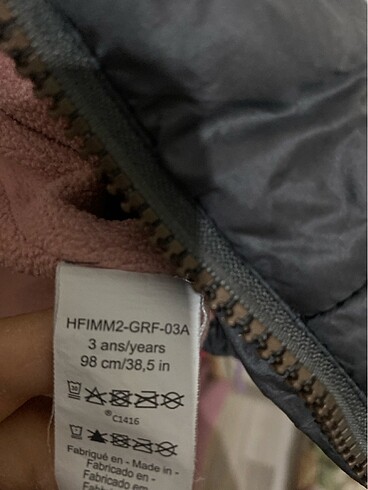 HFIMM2-GRF-03A
3 ans/years
98 cm/38,5 in
30
®C1416
Fabriqué en - Made in -
Fabricado en -
Fabricado em